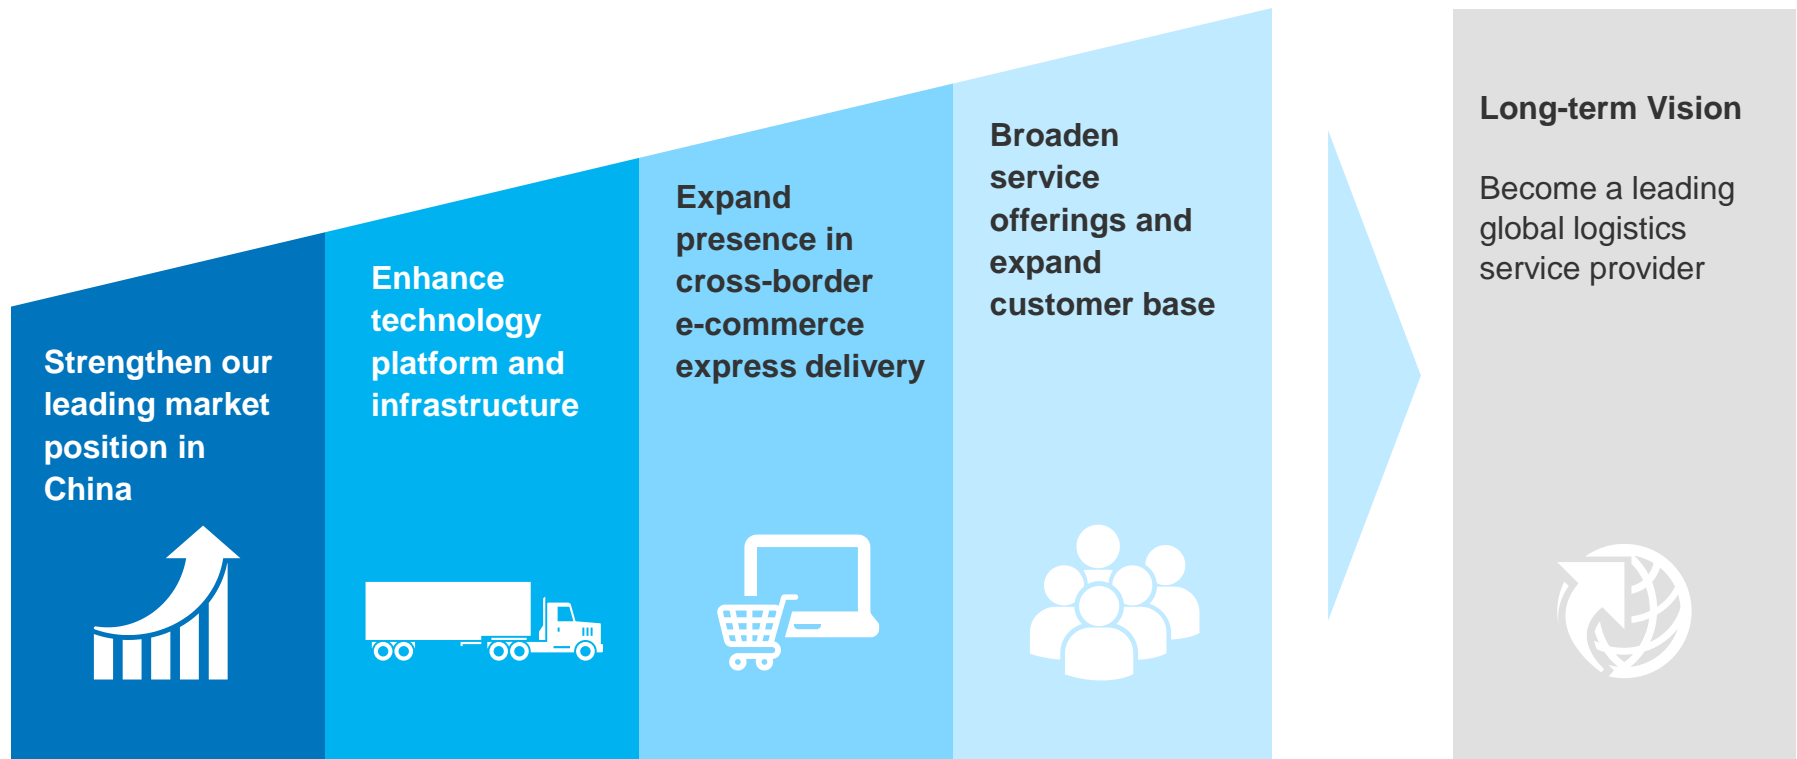 Strengthen our
leading market
position in
China
Enhance
technology
platform and
infrastructure
Expand
presence in
cross-border
e-commerce
express delivery
Broaden
service
offerings and
expand
customer base
Long-term Vision
Become a leading
global logistics
service provider